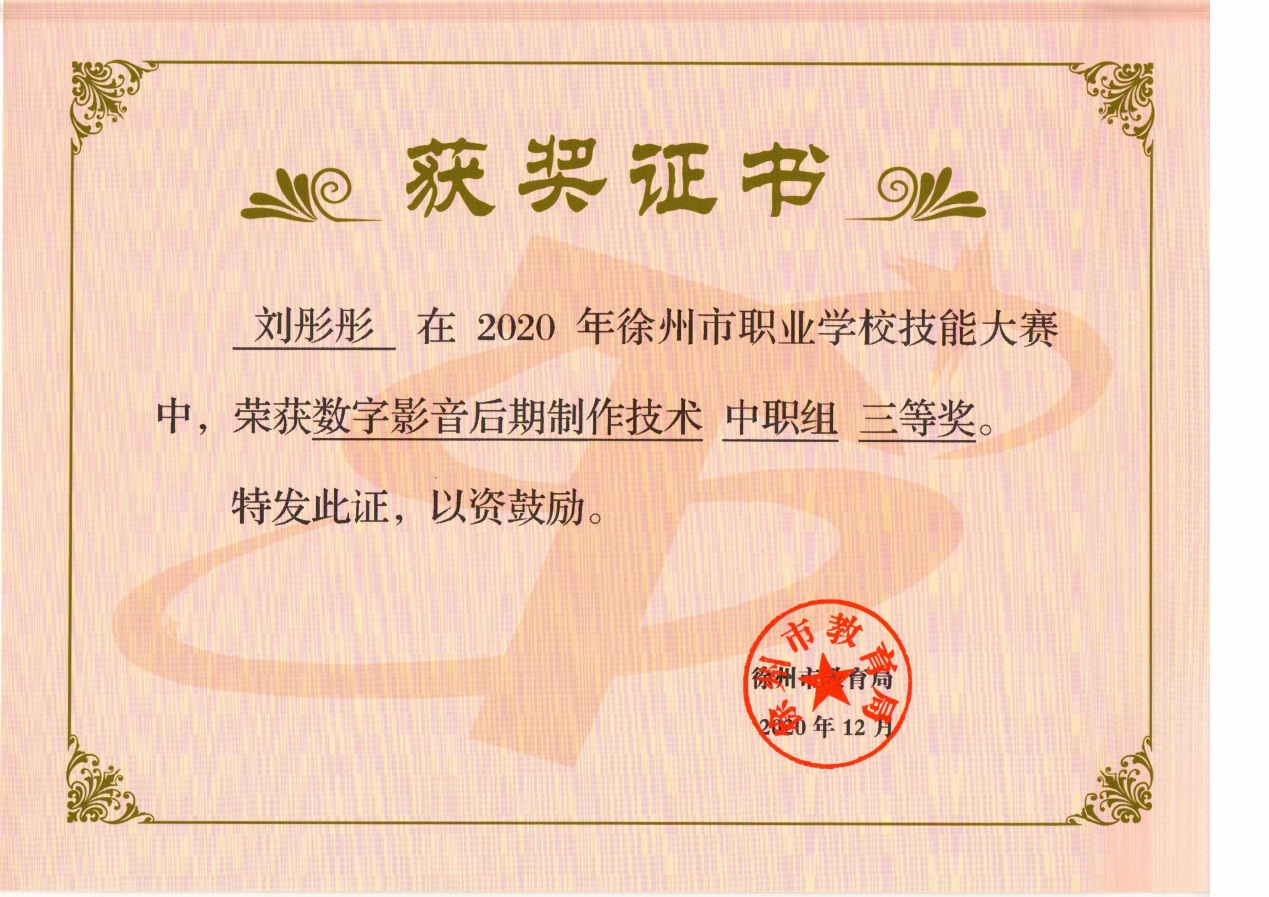 获奖证书
刘彤彤 在 2020 年徐州市职业学校技能大赛
中，荣获数字影音后期制作技术 中职组 三等奖。
特发此证，以资鼓励。
徐州市教育局
徐州市教育局
2020 年 12 月